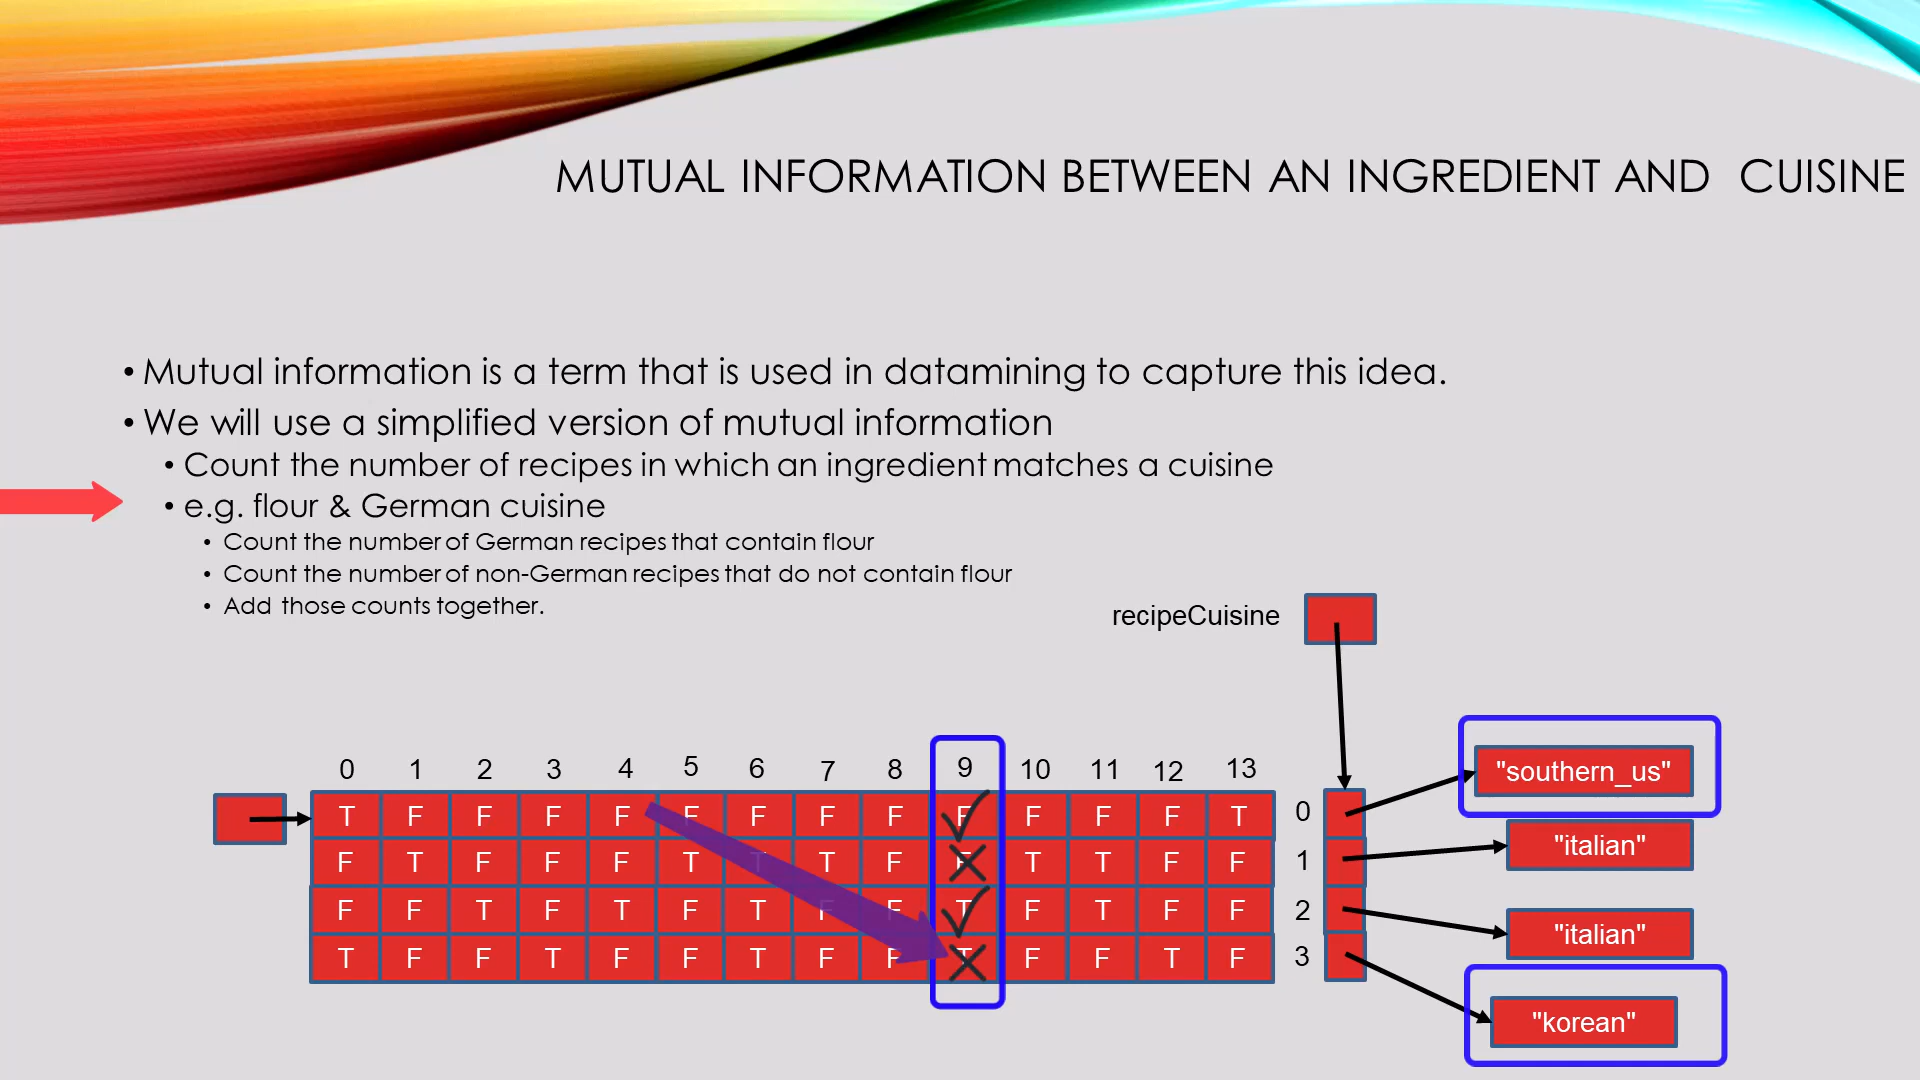 MUTUAL INFORMATION BETWEEN AN INGREDIENT AND CUISINE
• Mutual information is a term that is used in datamining to capture this idea.
• We will use a simplified version of mutual information
• Count the number of recipes in which an ingredient matches a cuisine
• e.g. flour & German cuisine
• Count the number of German recipes that contain flour
• Count the number of non-German recipes that do not contain flour
• Add those counts together.
recipeCuisine
0 1 2 3 4 5 6 7 8 9 10 11 12 13
T F F F F F F F F F F F F T 0 "southern_us"
F T F F F T T T F F T T F F 1 "italian"
F F T F T F T F F T F T F F 2 "italian"
T F F T F F T F F T F F T F 3 "korean"